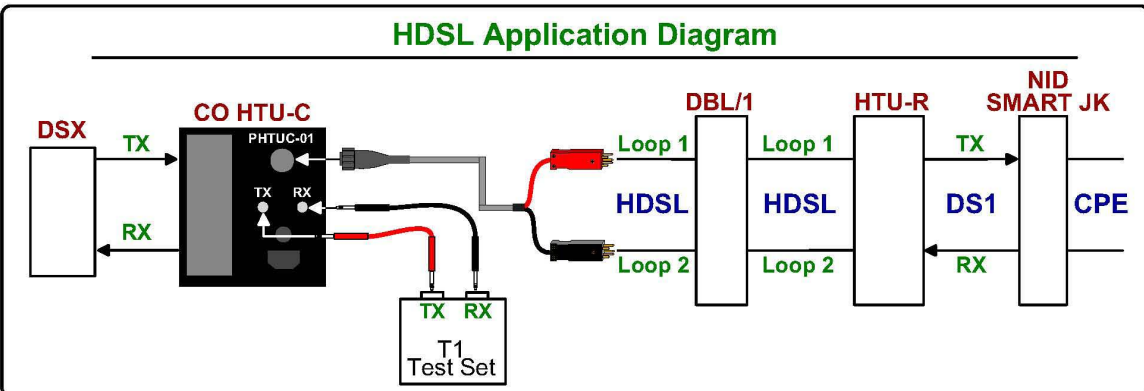 HDSL Application Diagram
DSX
TX
RX
CO HTU-C
PHTUC-01
TX RX
TX RX
T1
Test Set
Loop 1
HDSL
Loop 2
DBL/1
Loop 1
HDSL
Loop 2
HTU-R
TX
DS1
RX
NID
SMART JK
CPE